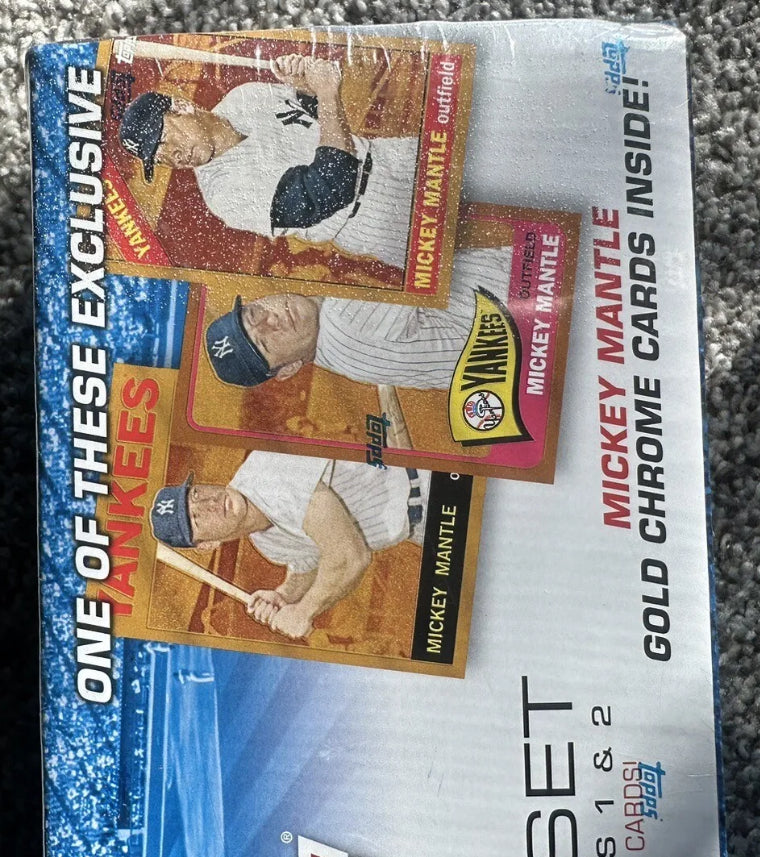 ONE OF THESE EXCLUSIVE
Topps
YANKEES
MICKEY MANTLE outfield
YANKEES
OUTFIELD
MICKEY MANTLE
Topps
YANKEES
MICKEY MANTLE o
Topps
MICKEY MANTLE
GOLD CHROME CARDS INSIDE!
®
SET
S 1 & 2
CARDS!
Topps